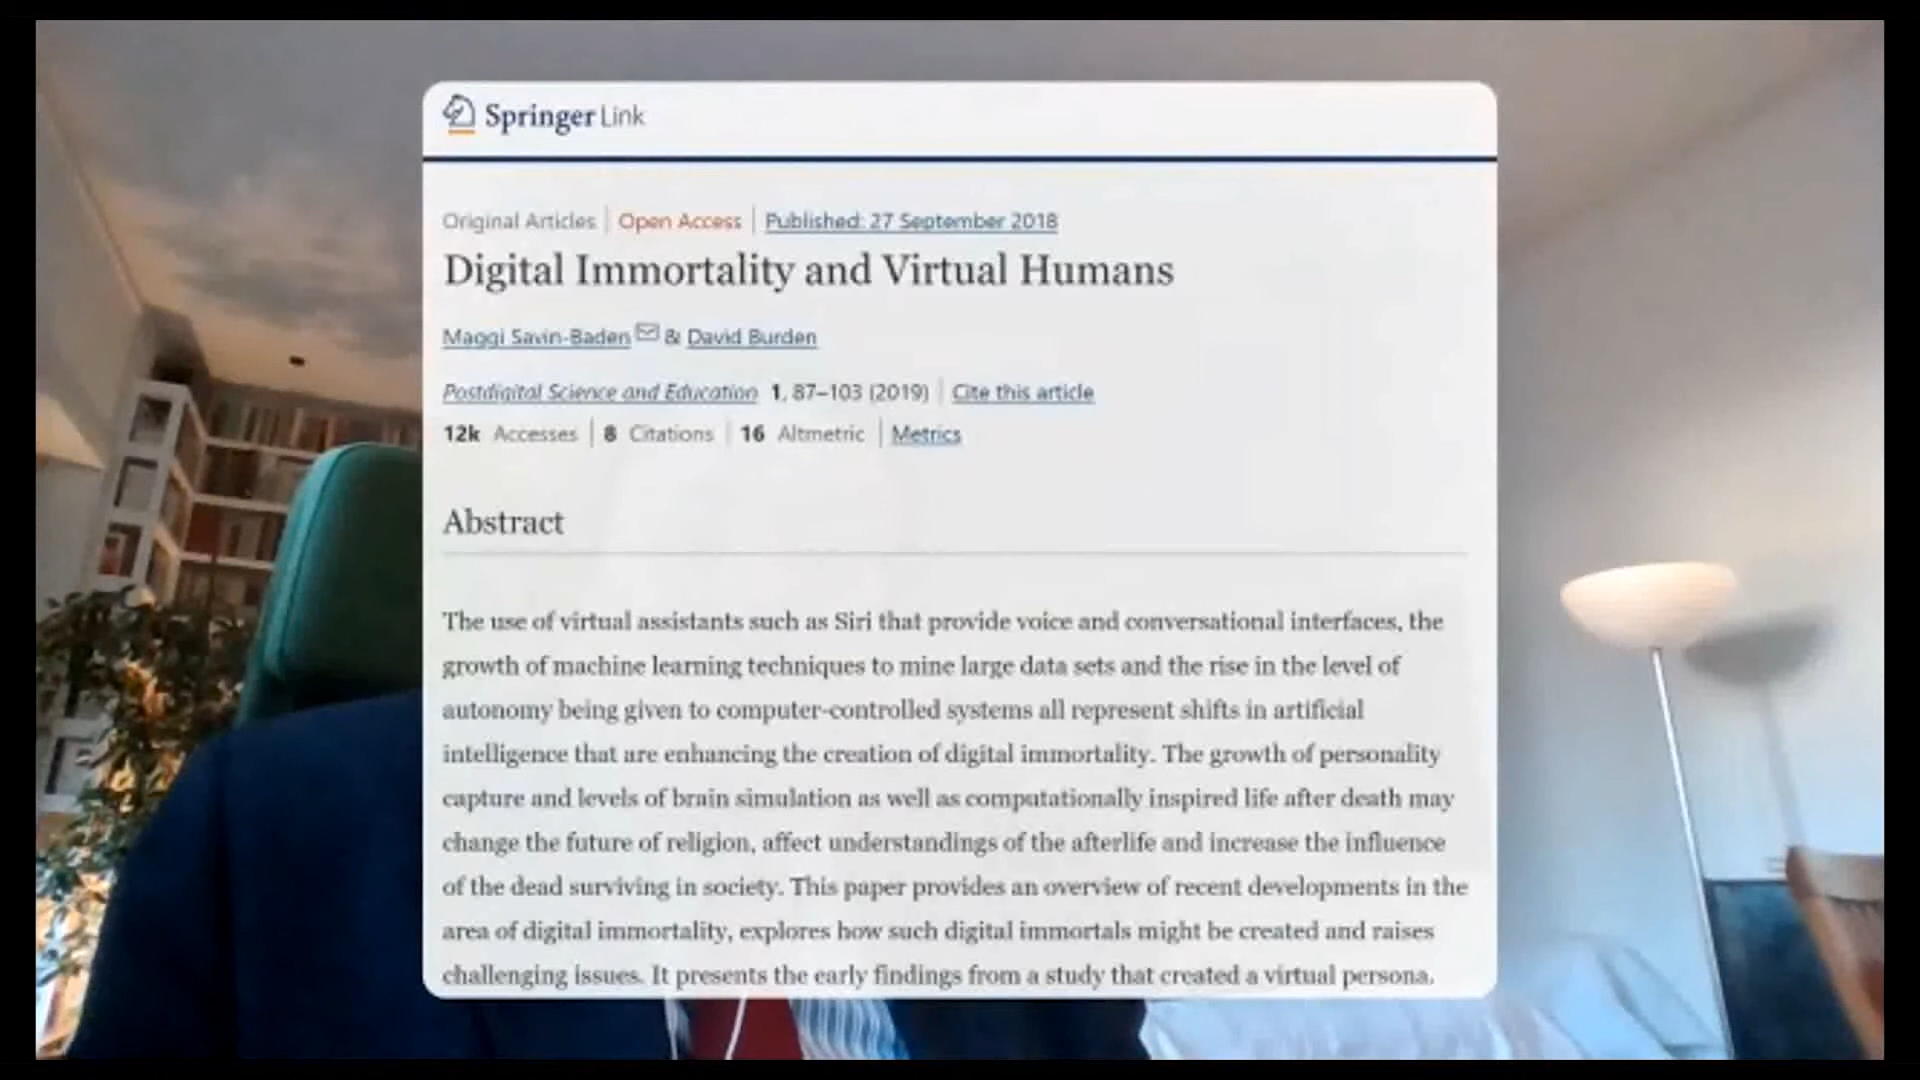 Springer Link
Original Articles | Open Access | Published: 27 September 2018
Digital Immortality and Virtual Humans
Maggi Savin-Baden & David Burden
Postdigital Science and Education 1, 87–103 (2019) | Cite this article
12k Accesses | 8 Citations | 16 Altmetric | Metrics
Abstract
The use of virtual assistants such as Siri that provide voice and conversational interfaces, the
growth of machine learning techniques to mine large data sets and the rise in the level of
autonomy being given to computer-controlled systems all represent shifts in artificial
intelligence that are enhancing the creation of digital immortality. The growth of personality
capture and levels of brain simulation as well as computationally inspired life after death may
change the future of religion, affect understandings of the afterlife and increase the influence
of the dead surviving in society. This paper provides an overview of recent developments in the
area of digital immortality, explores how such digital immortals might be created and raises
challenging issues. It presents the early findings from a study that created a virtual persona.